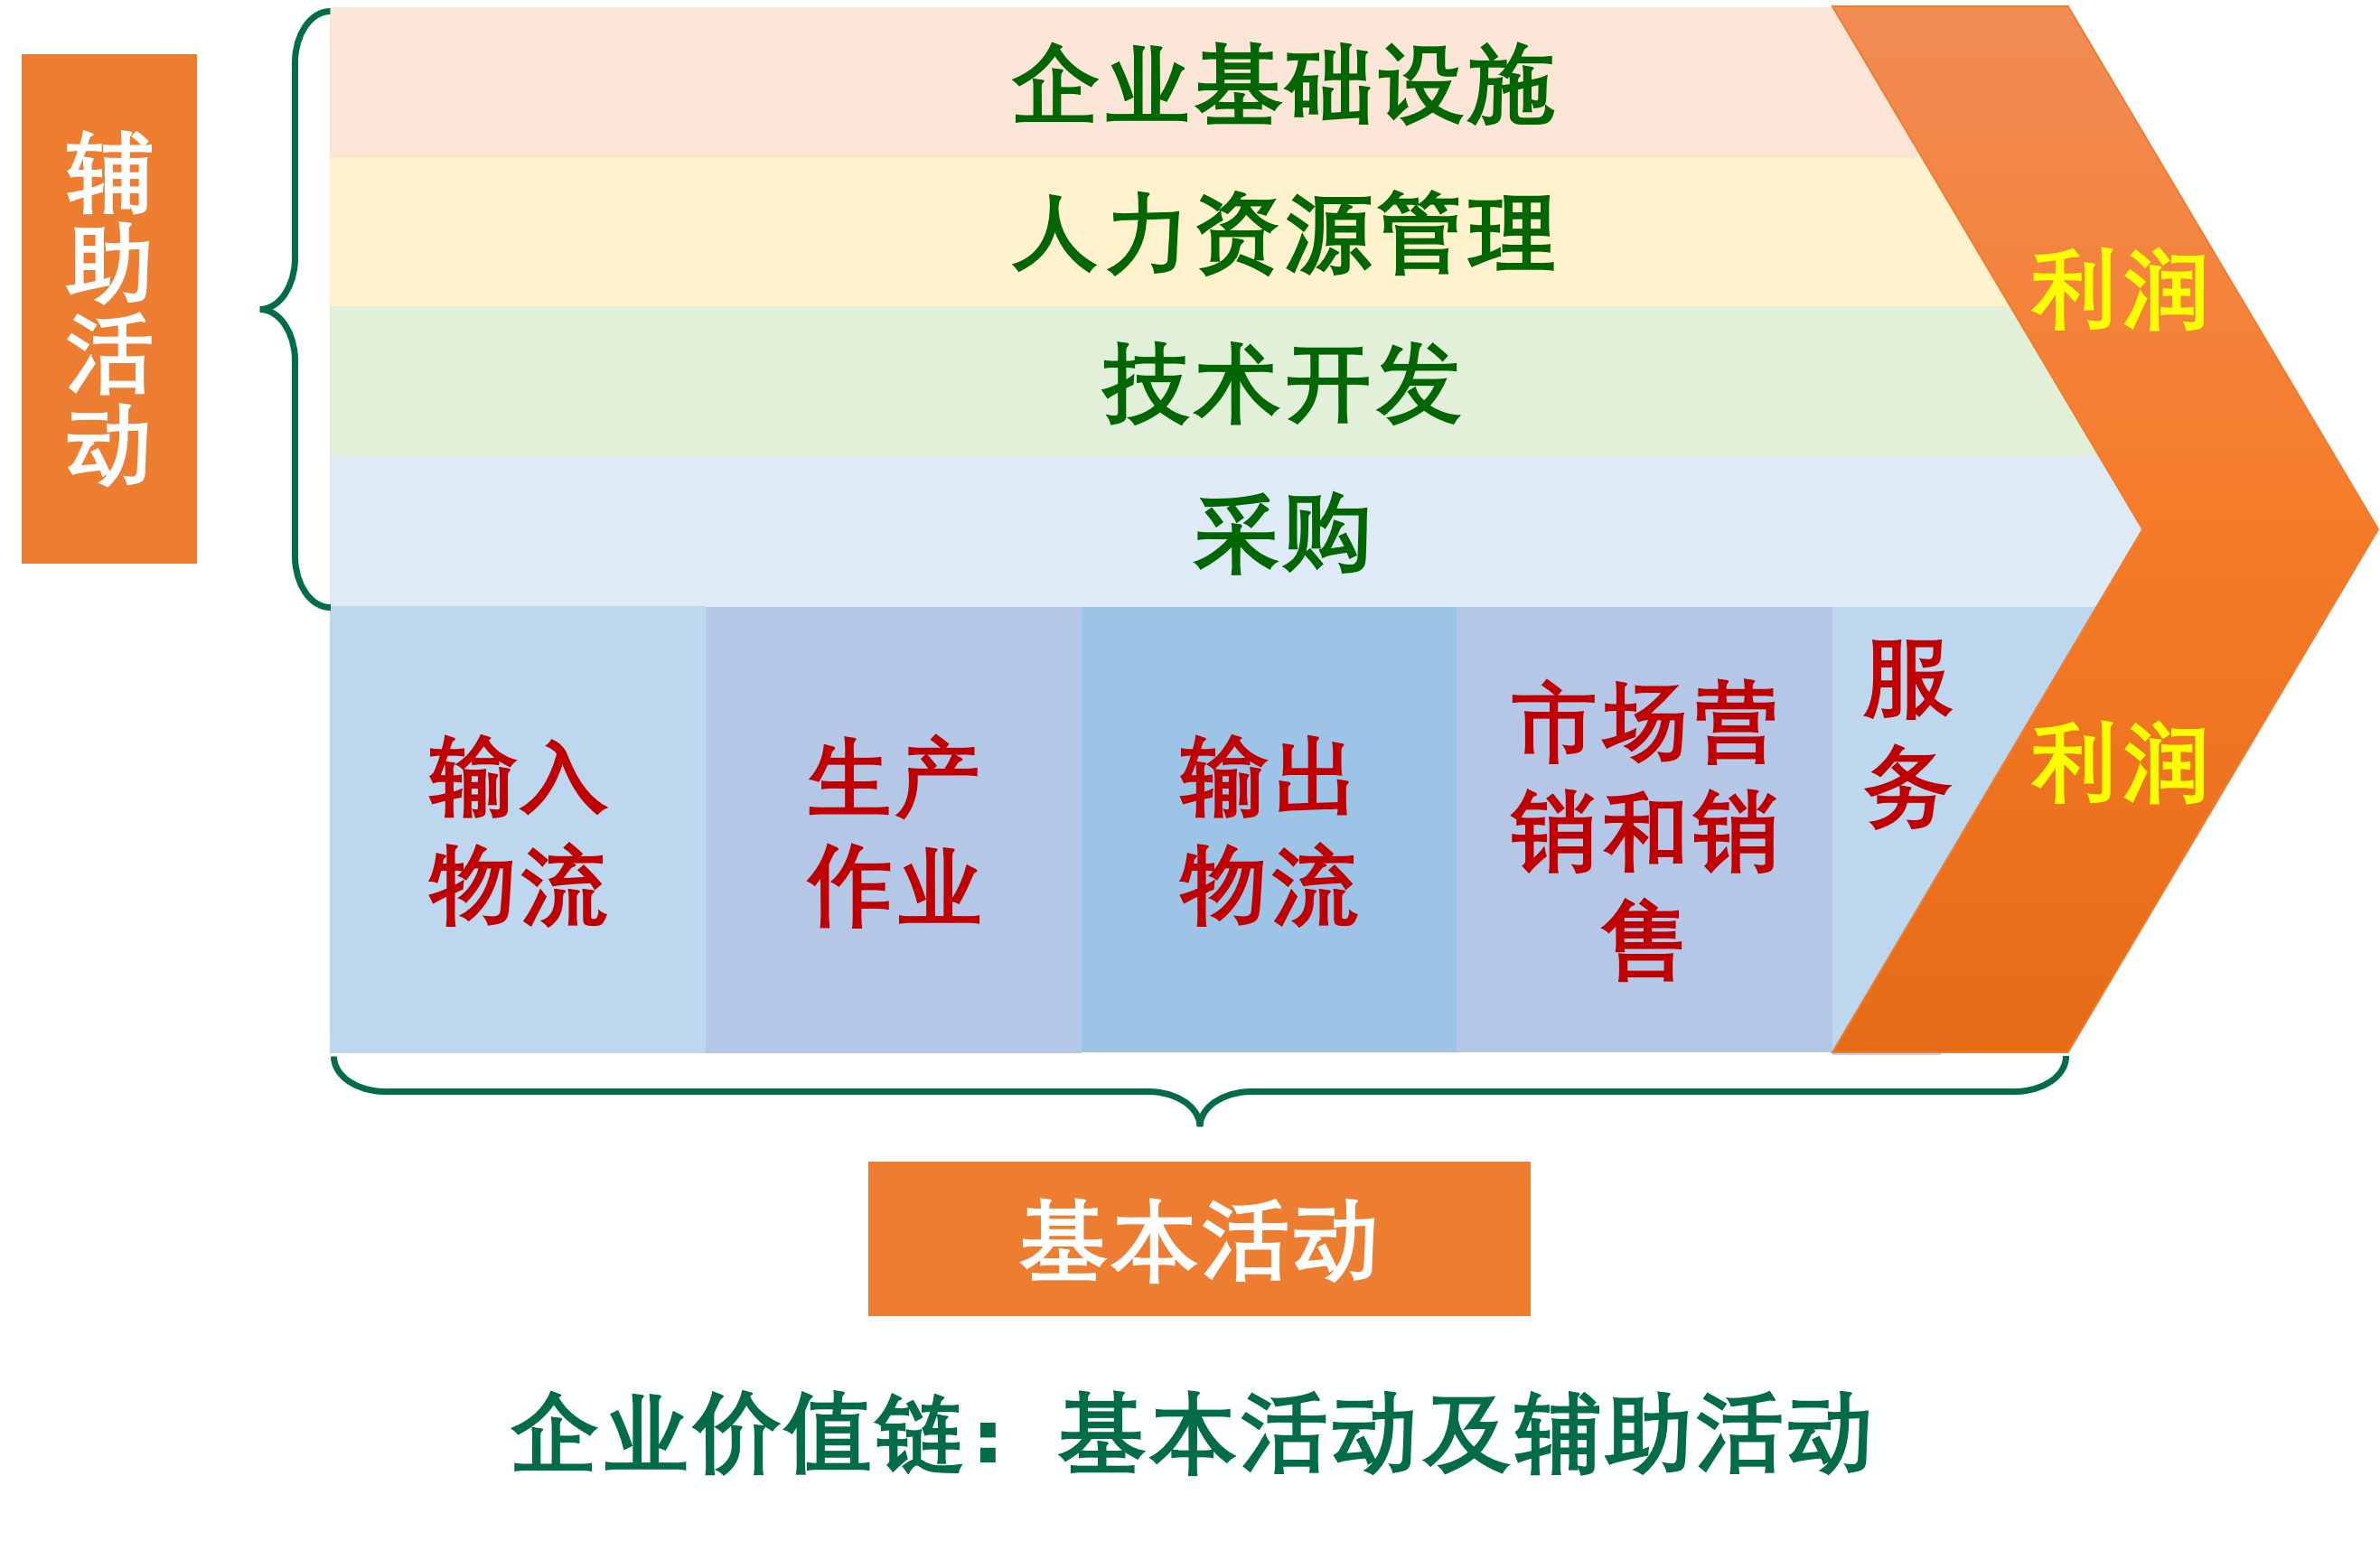 辅助活动
企业基础设施
人力资源管理
技术开发
采购
利润
输入
物流
生产
作业
输出
物流
市场营
销和销
售
服
务
利润
基本活动
企业价值链：基本活动及辅助活动